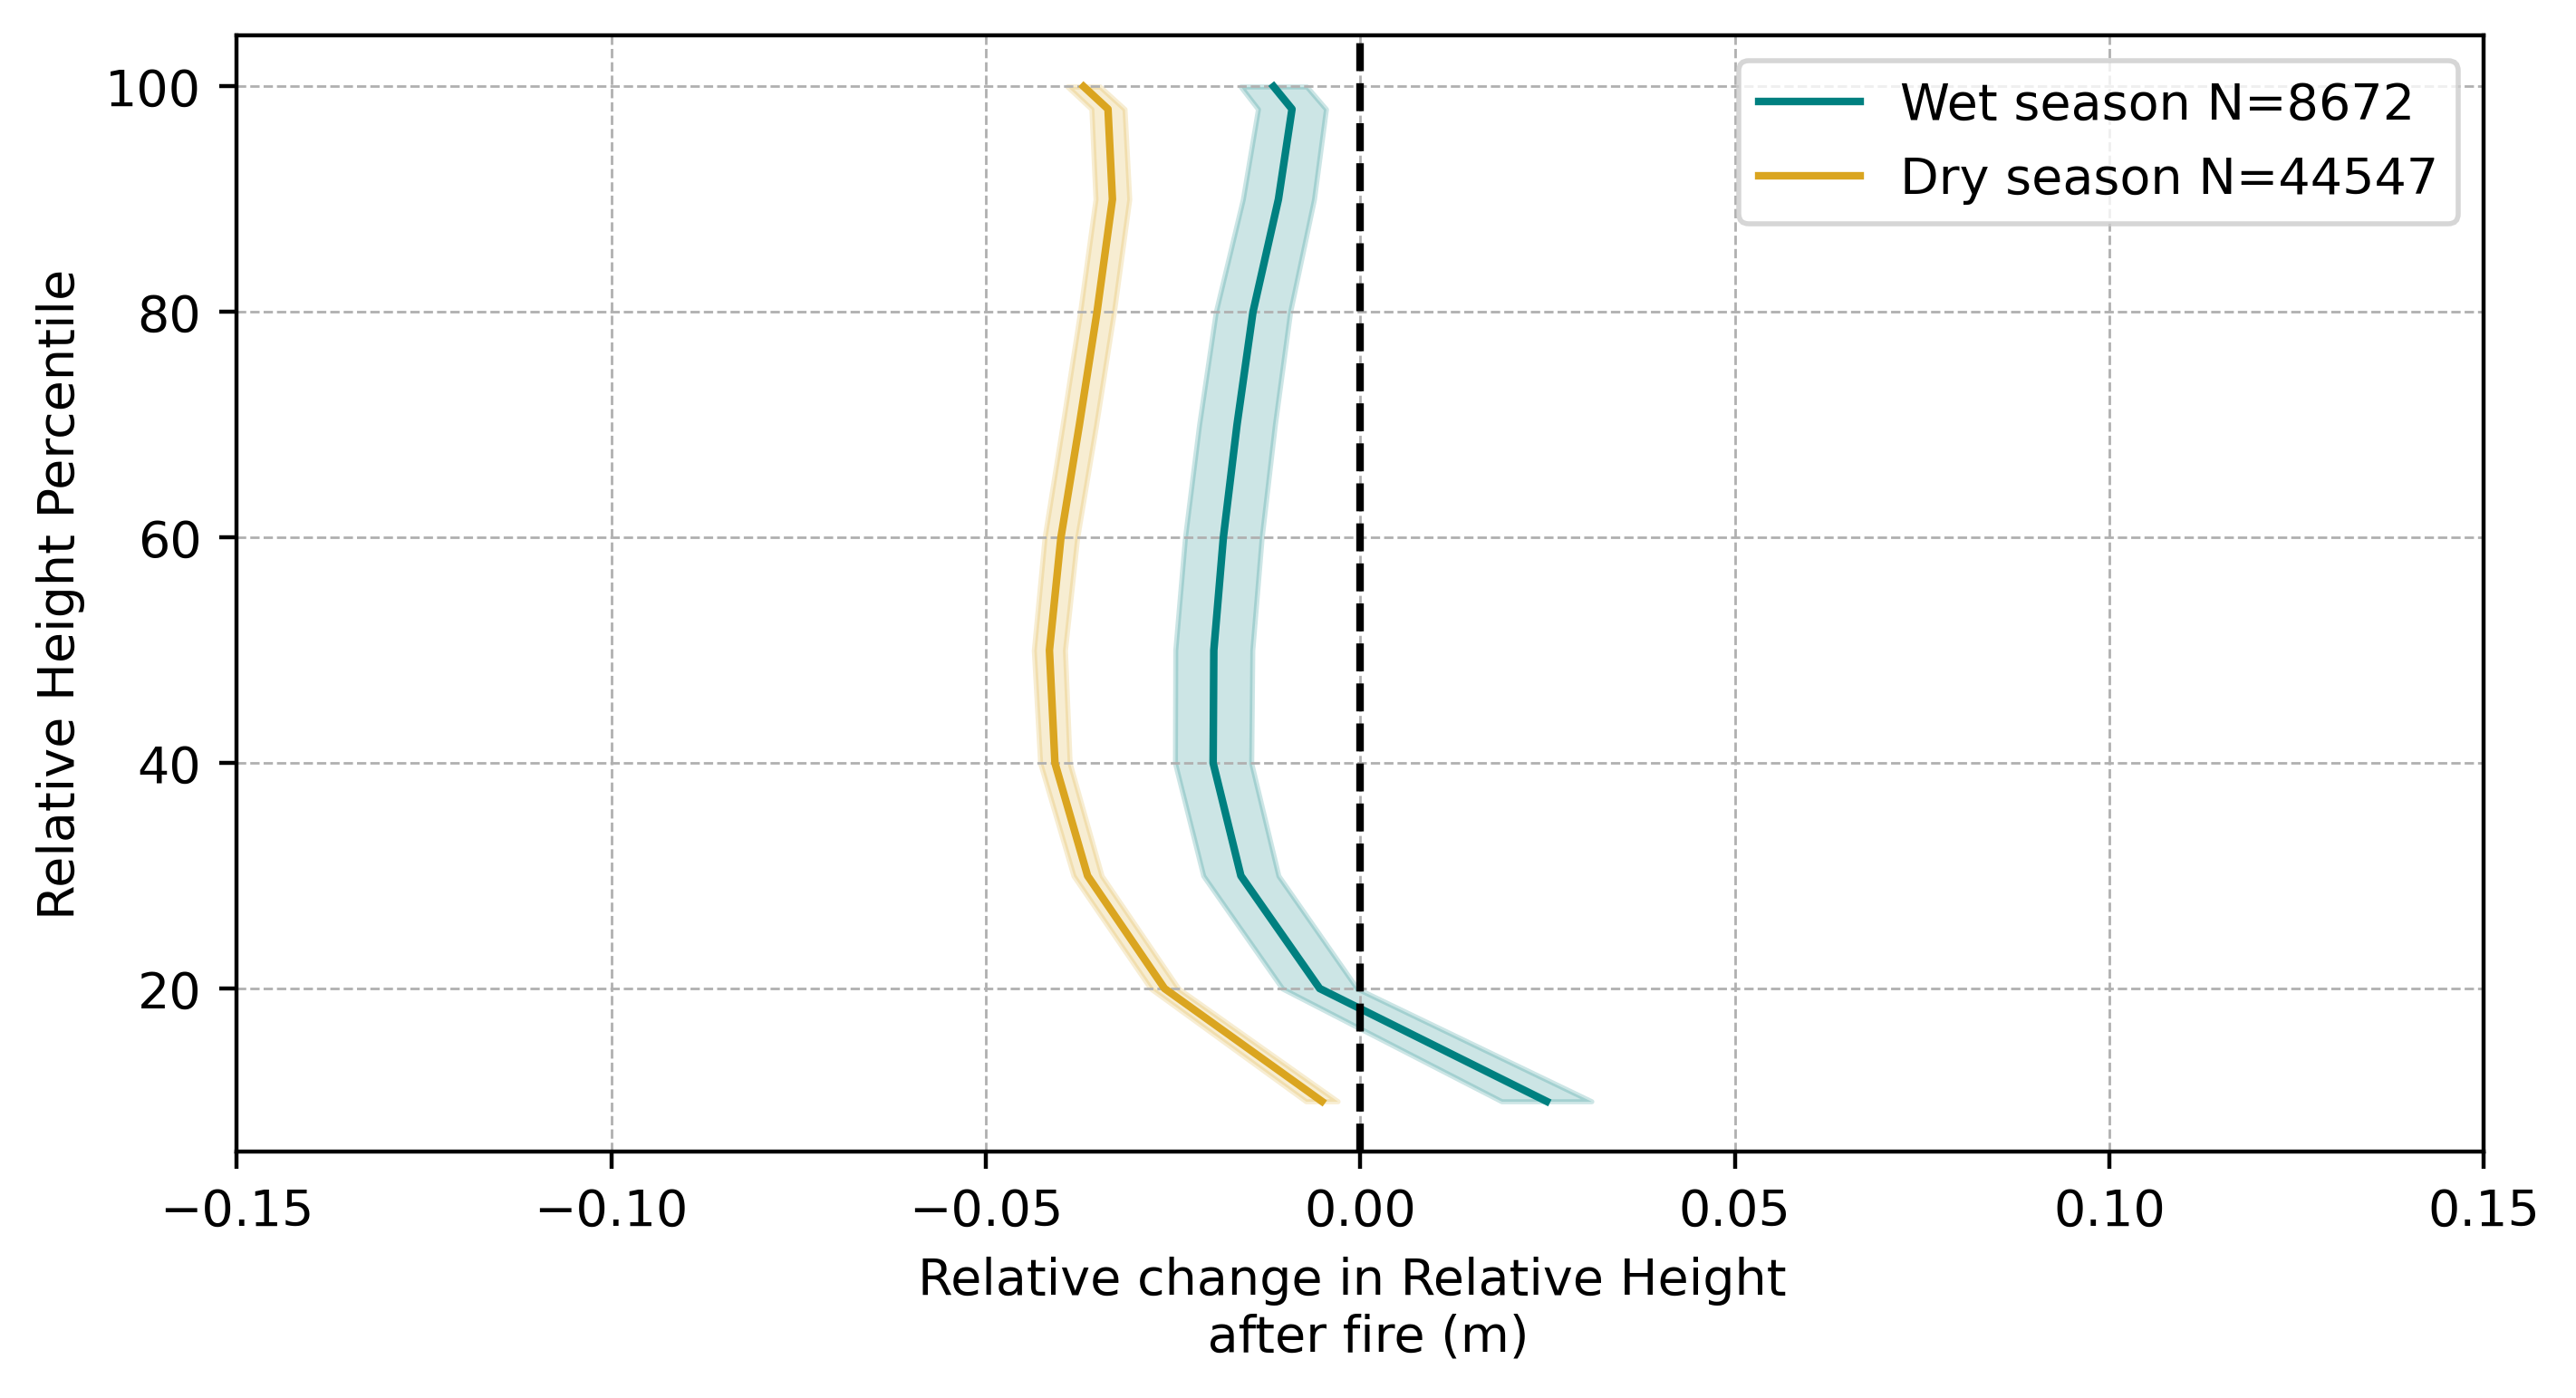 Wet season N=8672
Dry season N=44547
Relative Height Percentile
100
80
60
40
20
−0.15
−0.10
−0.05
0.00
0.05
0.10
0.15
Relative change in Relative Height
after fire (m)